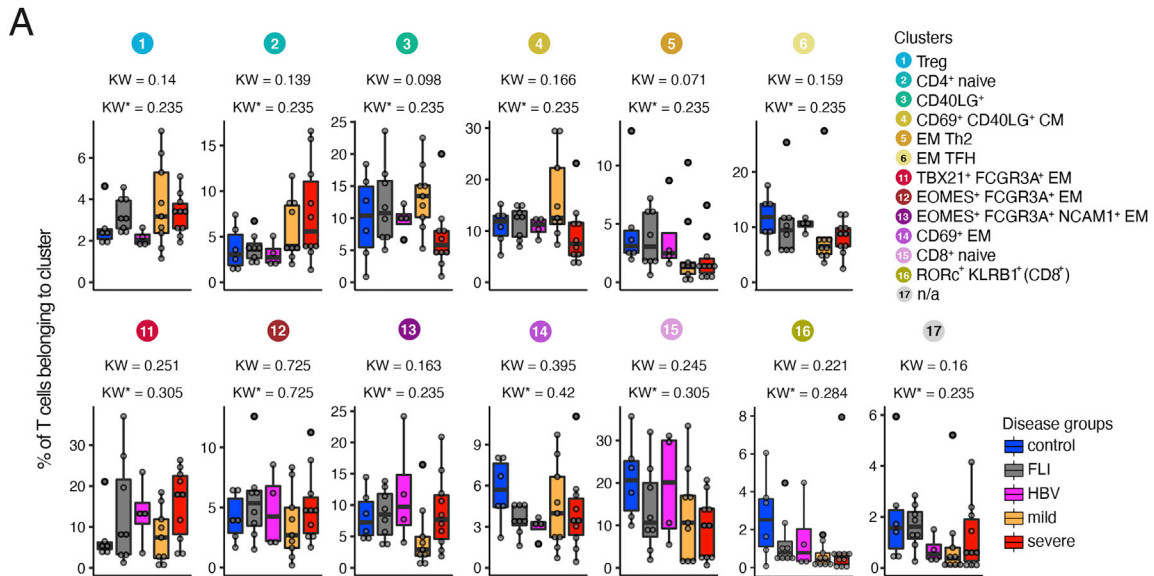 A
1 2 3 4 5 6
KW = 0.14 KW = 0.139 KW = 0.098 KW = 0.166 KW = 0.071 KW = 0.159
KW* = 0.235 KW* = 0.235 KW* = 0.235 KW* = 0.235 KW* = 0.235 KW* = 0.235
6
4
2
0
15
10
5
0
25
20
15
10
5
0
30
20
10
0
10
5
0
20
10
0
Clusters
1 Treg
2 CD4⁺ naive
3 CD40LG⁺
4 CD69⁺ CD40LG⁺ CM
5 EM Th2
6 EM TFH
11 TBX21⁺ FCGR3A⁺ EM
12 EOMES⁺ FCGR3A⁺ EM
13 EOMES⁺ FCGR3A⁺ NCAM1⁺ EM
14 CD69⁺ EM
15 CD8⁺ naive
16 RORc⁺ KLRB1⁺ (CD8⁺)
17 n/a
% of T cells belonging to cluster
11 12 13 14 15 16 17
KW = 0.251 KW = 0.725 KW = 0.163 KW = 0.395 KW = 0.245 KW = 0.221 KW = 0.16
KW* = 0.305 KW* = 0.725 KW* = 0.235 KW* = 0.42 KW* = 0.305 KW* = 0.284 KW* = 0.235
30
20
10
0
10
5
0
25
20
15
10
5
0
9
6
3
0
30
20
10
0
8
6
4
2
0
6
4
2
0
Disease groups
control
FLI
HBV
mild
severe